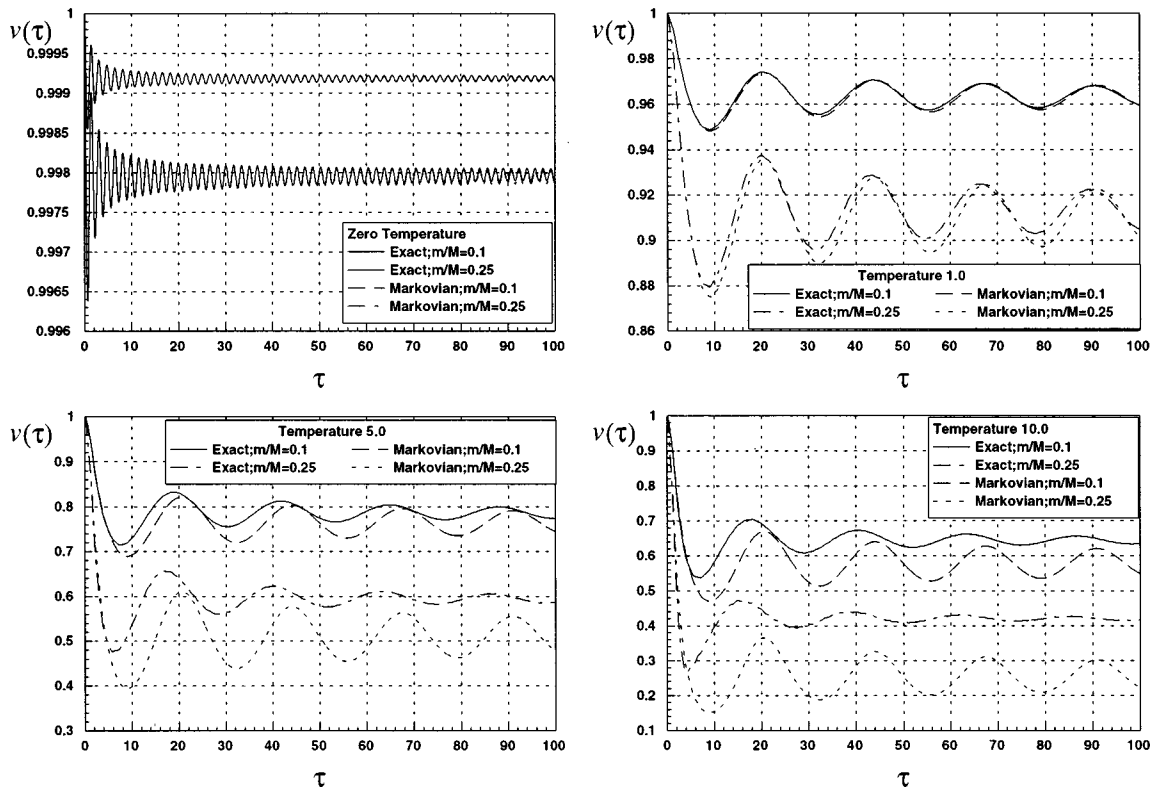 v(τ)
1
0.9995
0.999
0.9985
0.998
0.9975
0.997
0.9965
0.996
Zero Temperature
Exact;m/M=0.1
Exact;m/M=0.25
Markovian;m/M=0.1
Markovian;m/M=0.25
0 10 20 30 40 50 60 70 80 90 100
τ
v(τ)
1
0.98
0.96
0.94
0.92
0.9
0.88
0.86
Temperature 1.0
Exact;m/M=0.1 Markovian;m/M=0.1
Exact;m/M=0.25 Markovian;m/M=0.25
0 10 20 30 40 50 60 70 80 90 100
τ
v(τ)
1
0.9
0.8
0.7
0.6
0.5
0.4
0.3
Temperature 5.0
Exact;m/M=0.1 Markovian;m/M=0.1
Exact;m/M=0.25 Markovian;m/M=0.25
0 10 20 30 40 50 60 70 80 90 100
τ
v(τ)
1
0.9
0.8
0.7
0.6
0.5
0.4
0.3
0.2
0.1
Temperature 10.0
Exact;m/M=0.1
Exact;m/M=0.25
Markovian;m/M=0.1
Markovian;m/M=0.25
0 10 20 30 40 50 60 70 80 90 100
τ